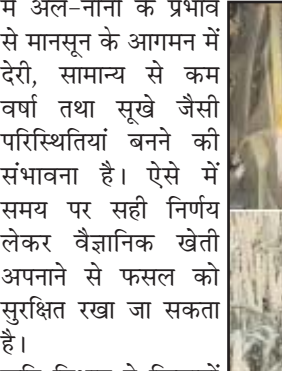 में अल-नीनो के प्रभाव
से मानसून के आगमन में
देरी, सामान्य से कम
वर्षा तथा सूखे जैसी
परिस्थितियां बनने की
संभावना है। ऐसे में
समय पर सही निर्णय
लेकर वैज्ञानिक खेती
अपनाने से फसल को
सुरक्षित रखा जा सकता
है।